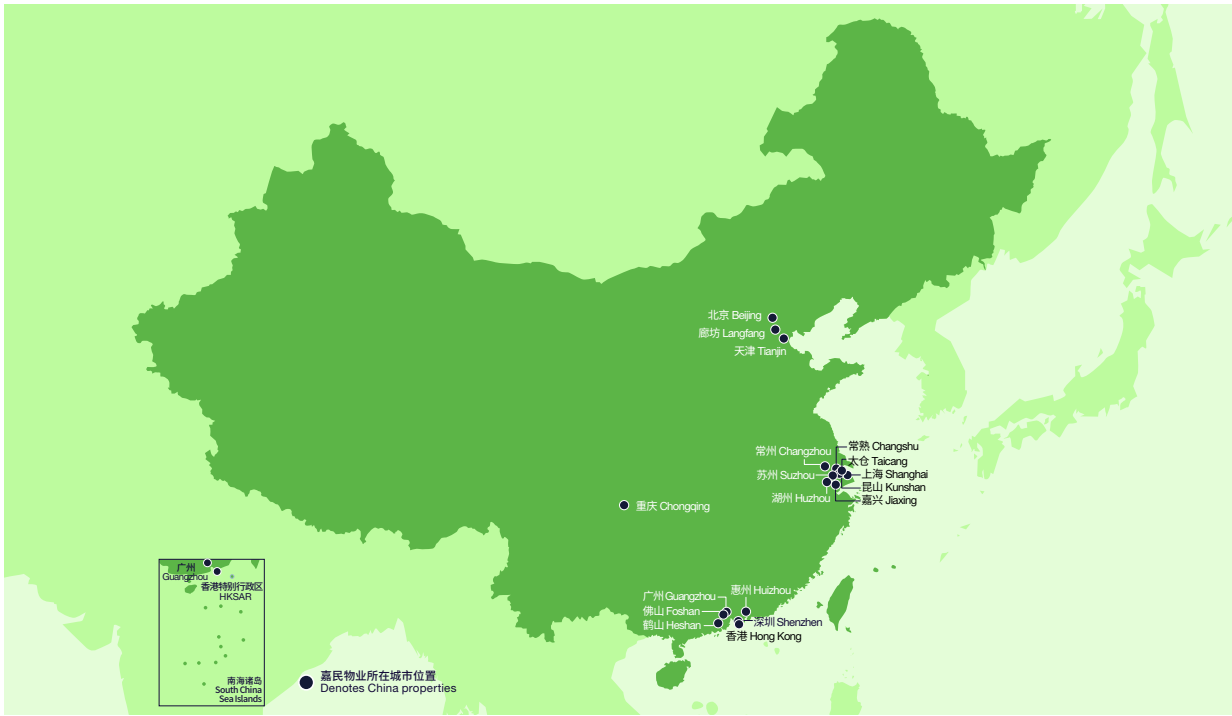 北京 Beijing
廊坊 Langfang
天津 Tianjin
常熟 Changshu
常州 Changzhou
太仓 Taicang
苏州 Suzhou
上海 Shanghai
昆山 Kunshan
湖州 Huzhou
嘉兴 Jiaxing
重庆 Chongqing
惠州 Huizhou
广州 Guangzhou
佛山 Foshan
深圳 Shenzhen
鹤山 Heshan
香港 Hong Kong
广州
Guangzhou
香港特别行政区
HKSAR
南海诸岛
South China
Sea Islands
嘉民物业所在城市位置
Denotes China properties